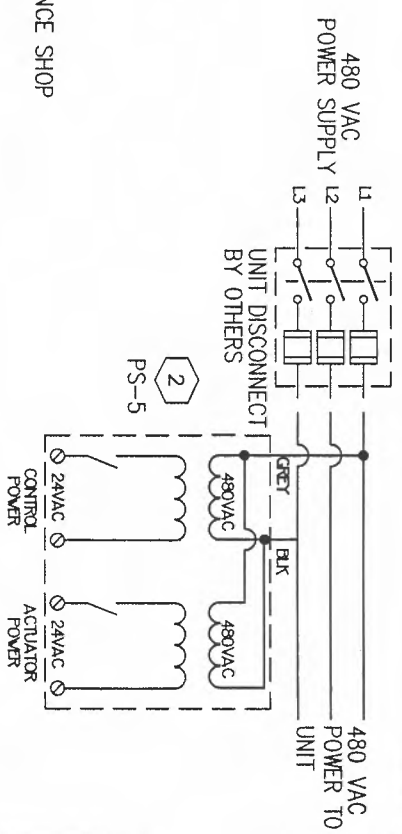 NCE SHOP
480 VAC
POWER SUPPLY
L1
L2
L3
UNIT DISCONNECT
BY OTHERS
2
PS-5
GREY
BLK
480VAC
480VAC
24VAC
CONTROL
POWER
24VAC
ACTUATOR
POWER
480 VAC
POWER TO
UNIT